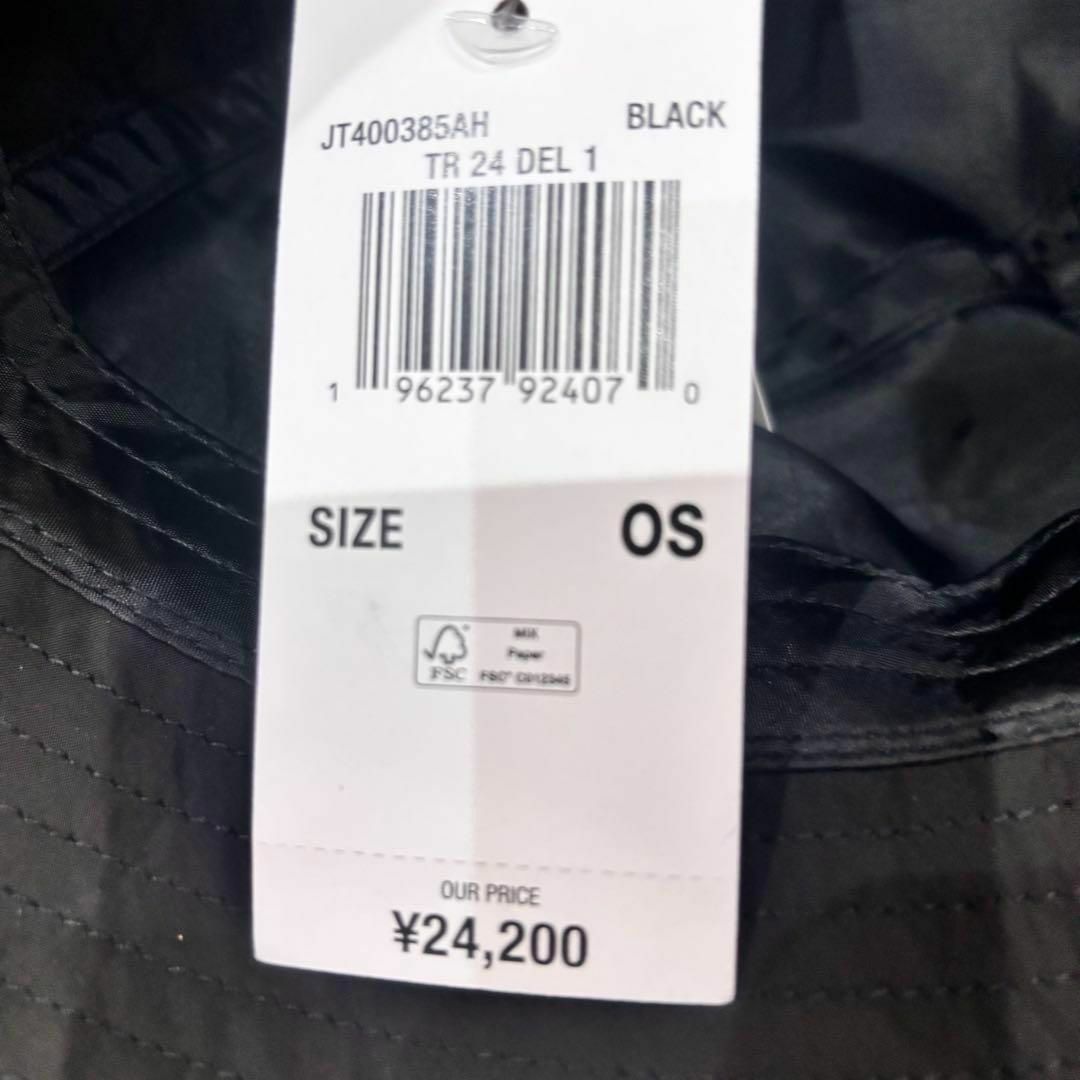 JT400385AH BLACK
TR 24 DEL 1
1 96237 92407 0
SIZE OS
FSC
MIX
Paper
OUR PRICE
¥24,200